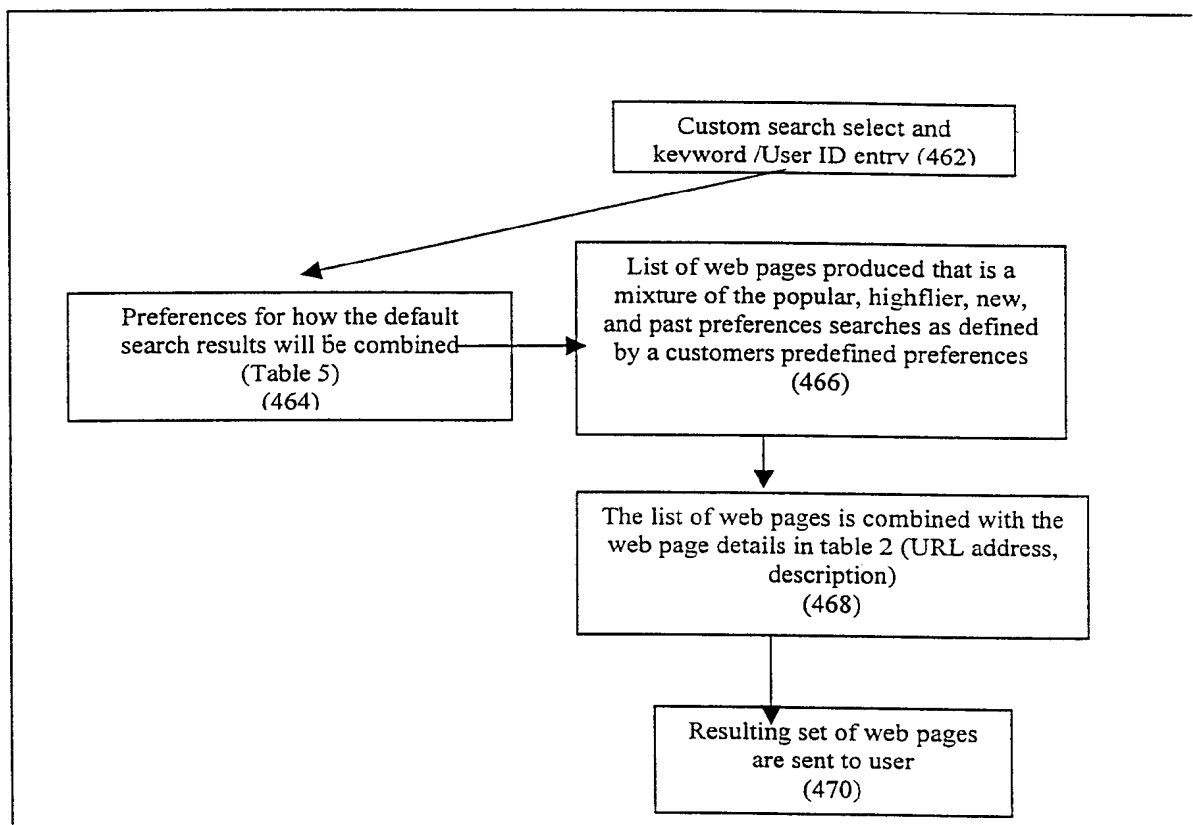 Custom search select and
keyword /User ID entry (462)
Preferences for how the default
search results will be combined
(Table 5)
(464)
List of web pages produced that is a
mixture of the popular, highflier, new,
and past preferences searches as defined
by a customers predefined preferences
(466)
The list of web pages is combined with the
web page details in table 2 (URL address,
description)
(468)
Resulting set of web pages
are sent to user
(470)